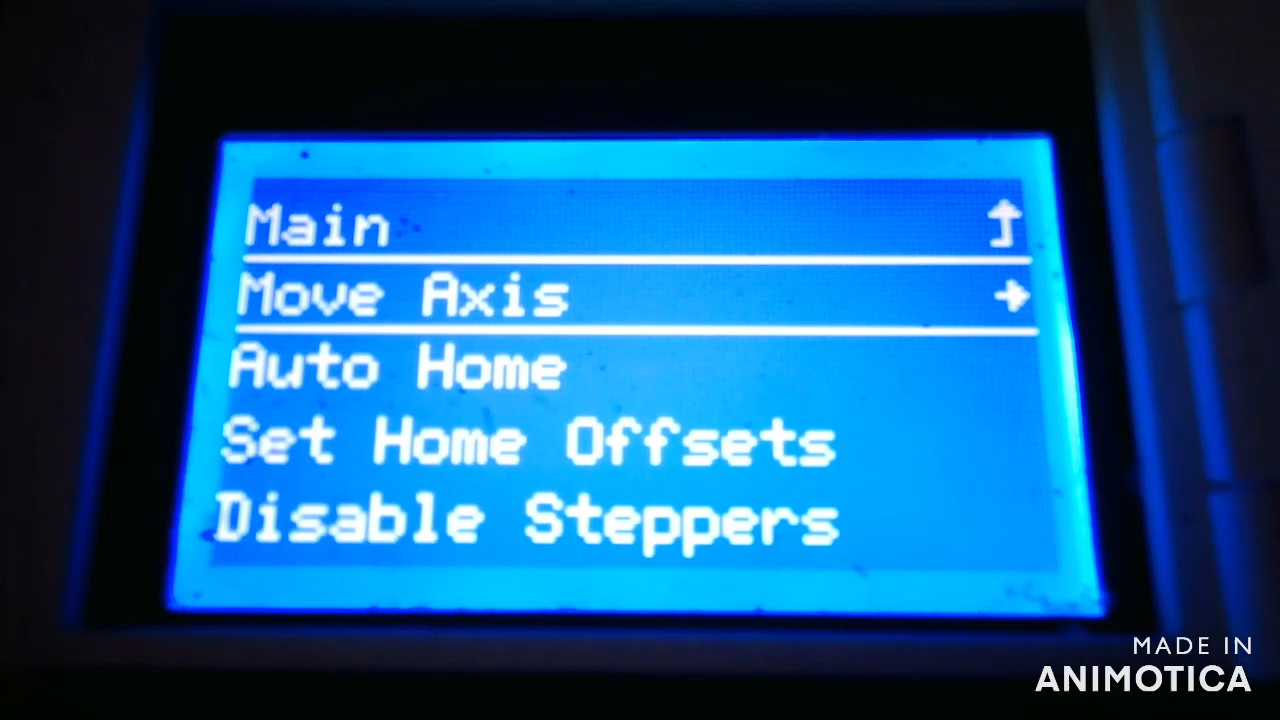 Main
Move Axis
Auto Home
Set Home Offsets
Disable Steppers
MADE IN
ANIMOTICA